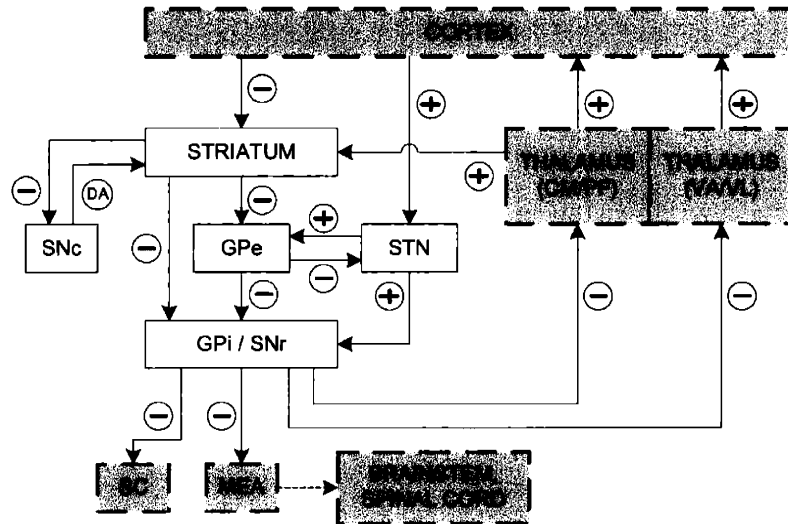 CORTEX
−
+
+
+
STRIATUM
THALAMUS
(CM/PF)
THALAMUS
(VA/VL)
−
DA
−
−
+
+
SNc
GPe
STN
−
−
+
−
−
GPi / SNr
−
−
SC
MEA
BRAINSTEM
SPINAL CORD